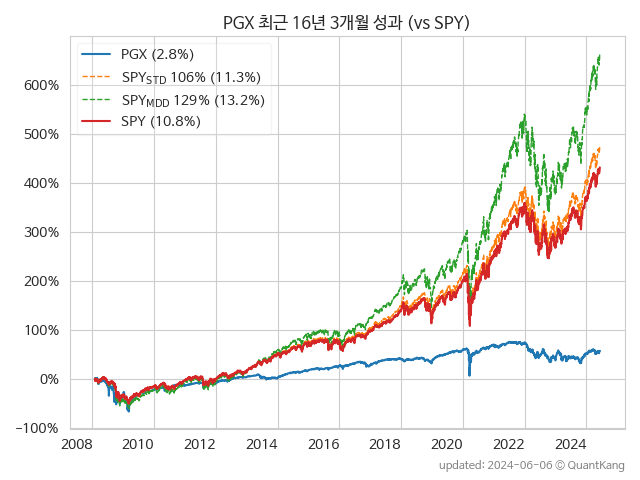 PGX 최근 16년 3개월 성과 (vs SPY)
PGX (2.8%)
SPY_STD 106% (11.3%)
SPY_MDD 129% (13.2%)
SPY (10.8%)
600%
500%
400%
300%
200%
100%
0%
−100%
2008 2010 2012 2014 2016 2018 2020 2022 2024
updated: 2024-06-06 © QuantKang